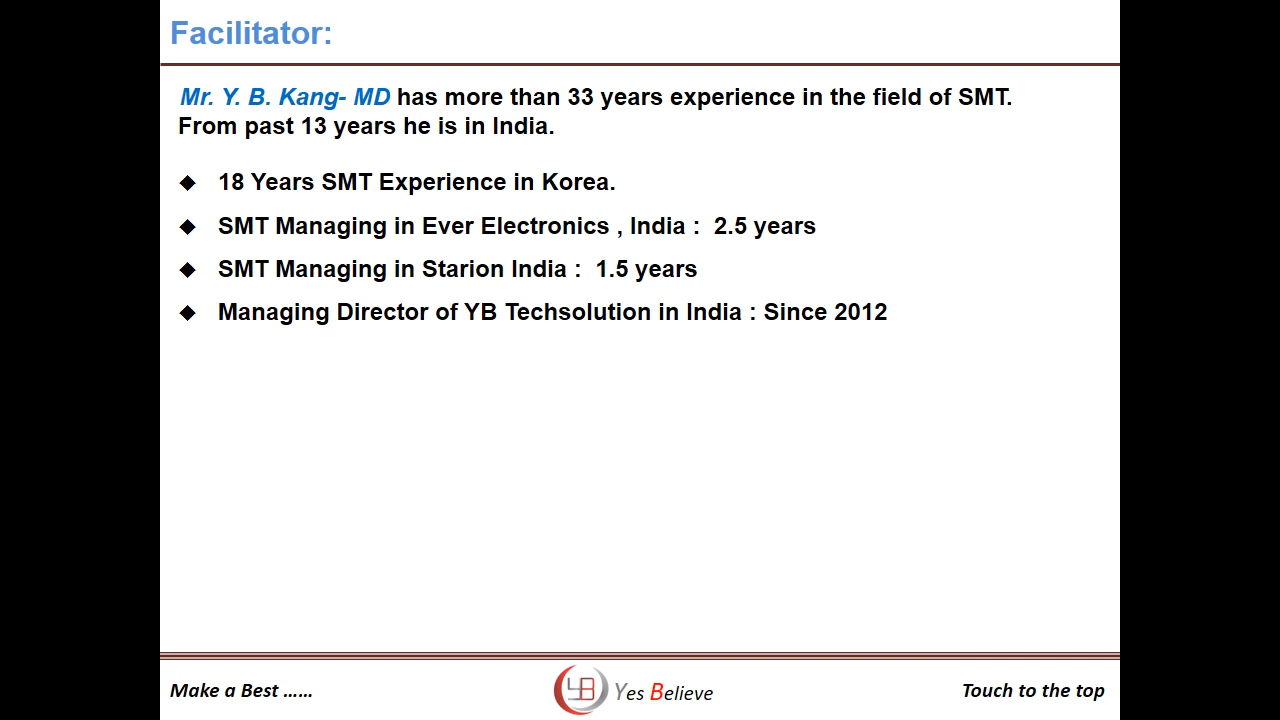 Facilitator:
Mr. Y. B. Kang- MD has more than 33 years experience in the field of SMT.
From past 13 years he is in India.
◆ 18 Years SMT Experience in Korea.
◆ SMT Managing in Ever Electronics , India :  2.5 years
◆ SMT Managing in Starion India :  1.5 years
◆ Managing Director of YB Techsolution in India : Since 2012
Make a Best ......
YB Yes Believe
Touch to the top